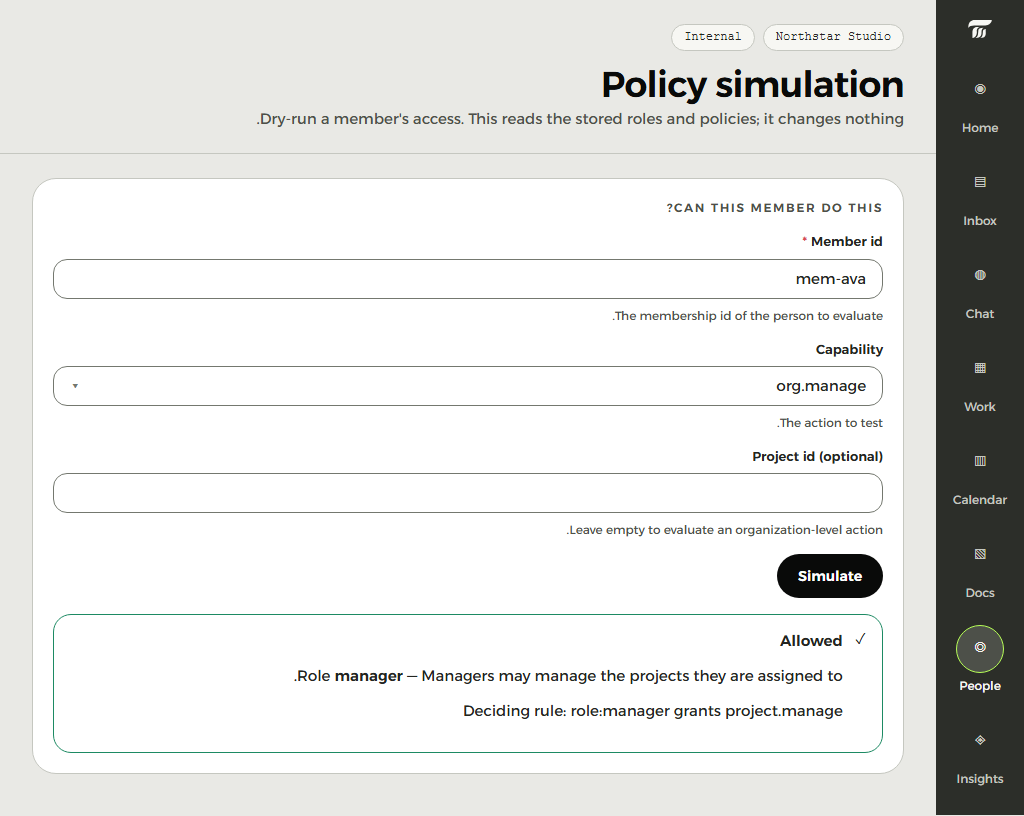 Northstar Studio
Internal
Policy simulation
.Dry-run a member's access. This reads the stored roles and policies; it changes nothing
?CAN THIS MEMBER DO THIS
* Member id
mem-ava
.The membership id of the person to evaluate
Capability
org.manage
.The action to test
Project id (optional)
.Leave empty to evaluate an organization-level action
Simulate
✓ Allowed
.Role manager — Managers may manage the projects they are assigned to
Deciding rule: role:manager grants project.manage
Home
Inbox
Chat
Work
Calendar
Docs
People
Insights